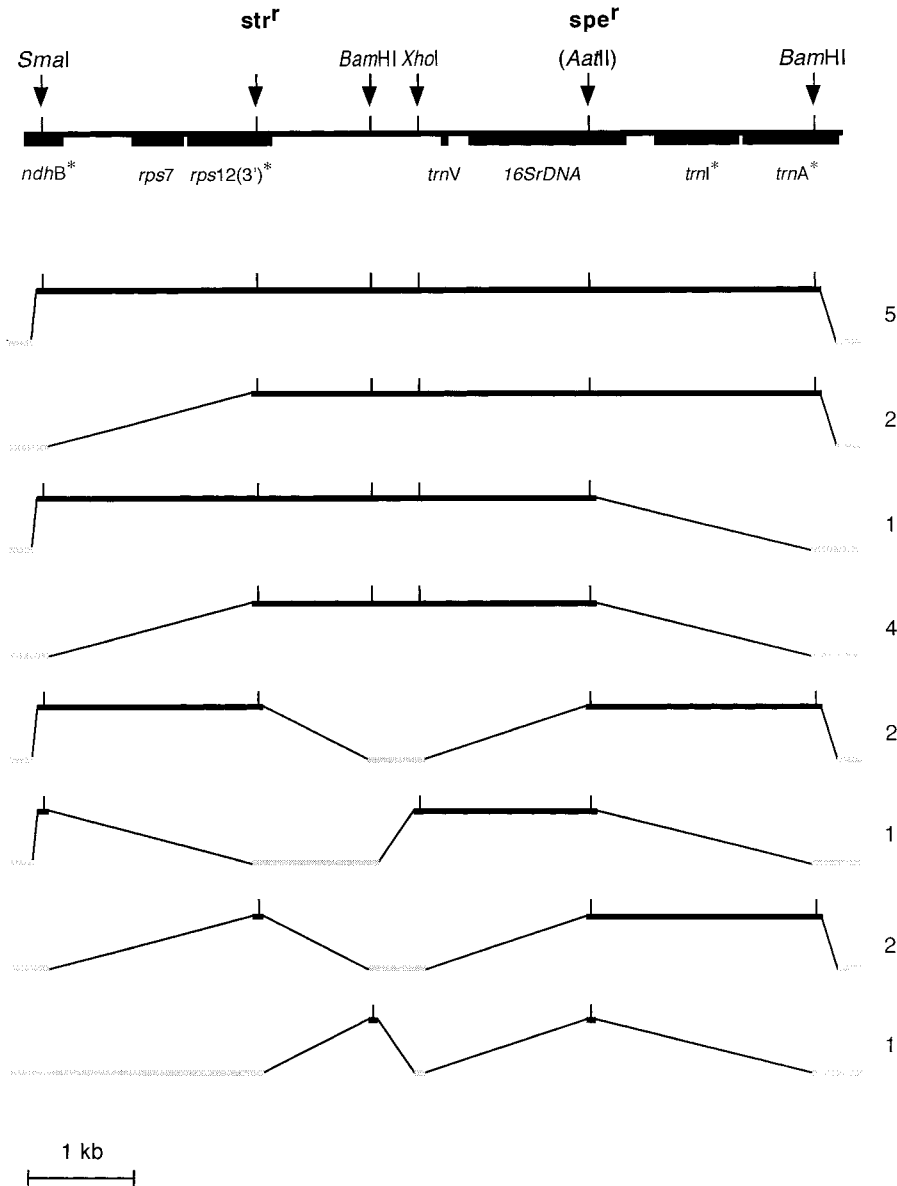 str^r spe^r
SmaI BamHI XhoI (AatII) BamHI
ndhB* rps7 rps12(3')* trnV 16SrDNA trnI* trnA*
5
2
1
4
2
1
2
1
1 kb